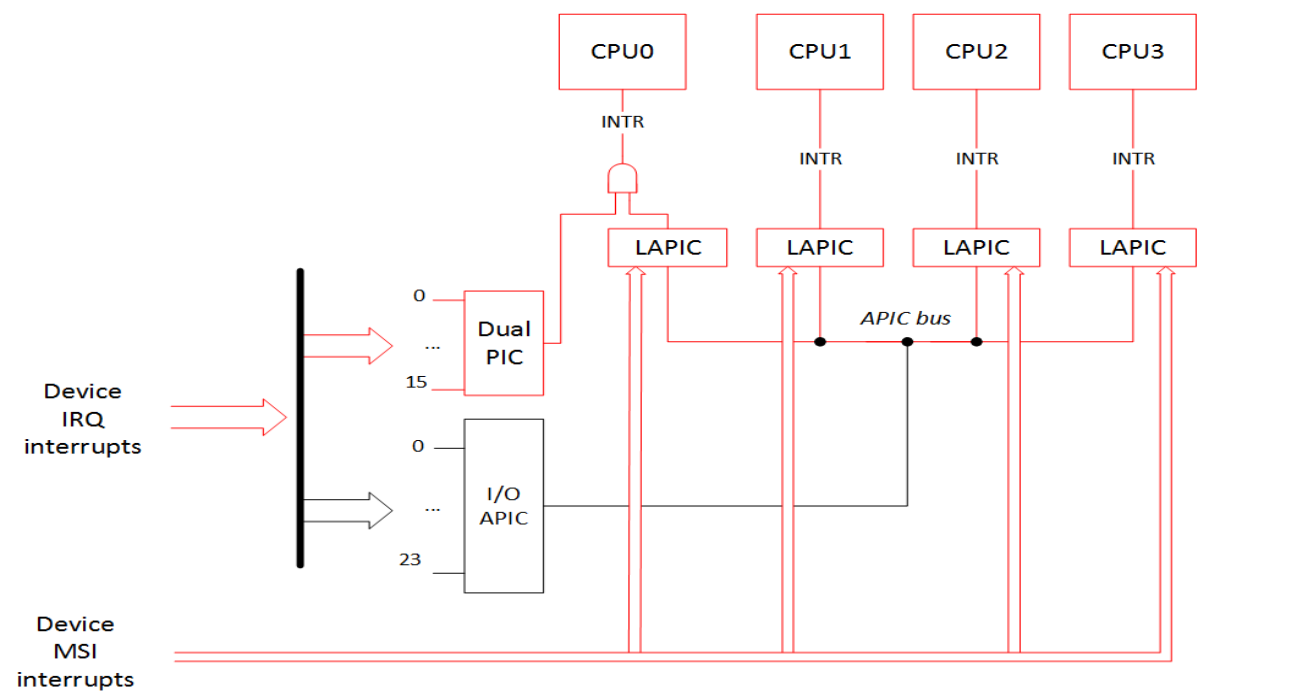 CPU0
CPU1
CPU2
CPU3
INTR
INTR
INTR
INTR
LAPIC
LAPIC
LAPIC
LAPIC
0
...
15
Dual
PIC
APIC bus
Device
IRQ
interrupts
0
...
23
I/O
APIC
Device
MSI
interrupts